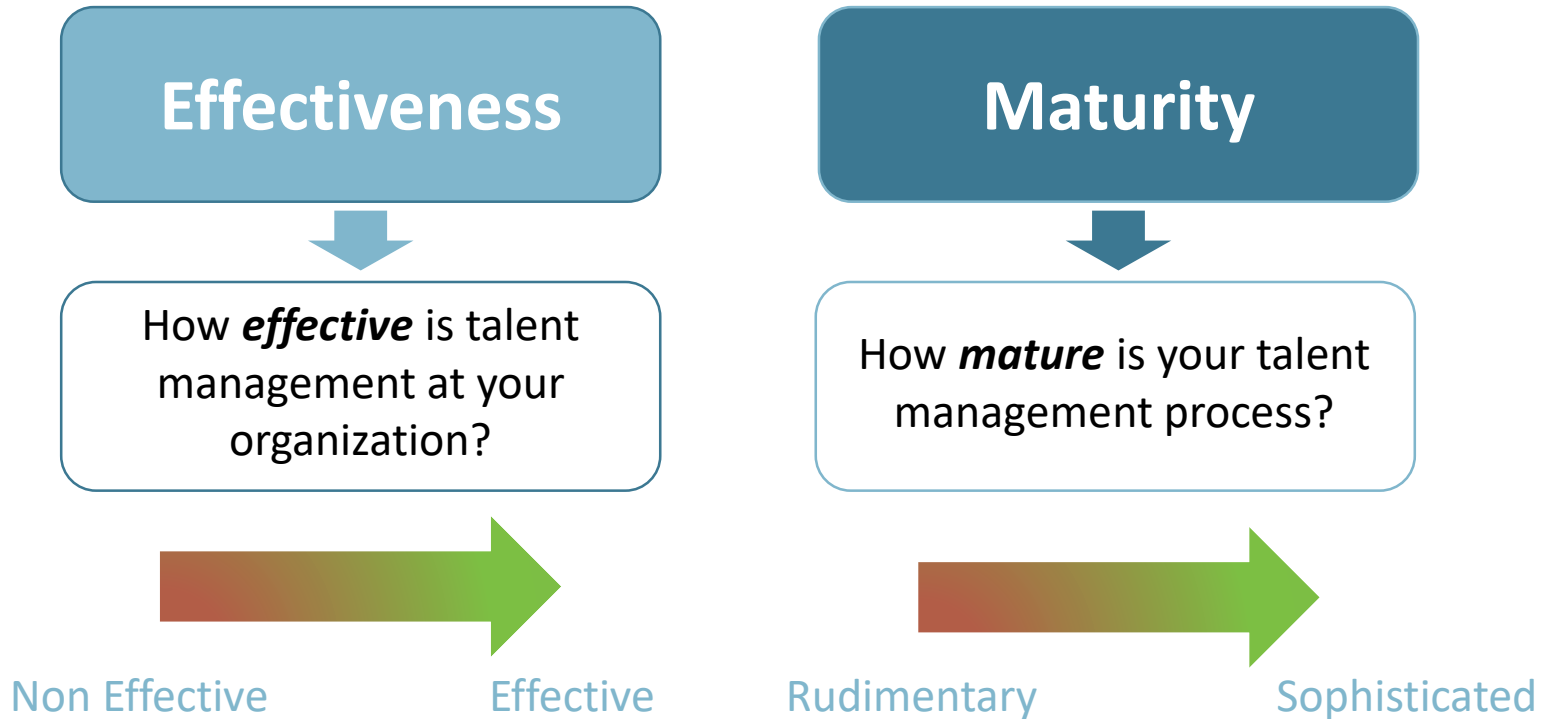 Effectiveness
How effective is talent
management at your
organization?
Non Effective
Effective
Maturity
How mature is your talent
management process?
Rudimentary
Sophisticated